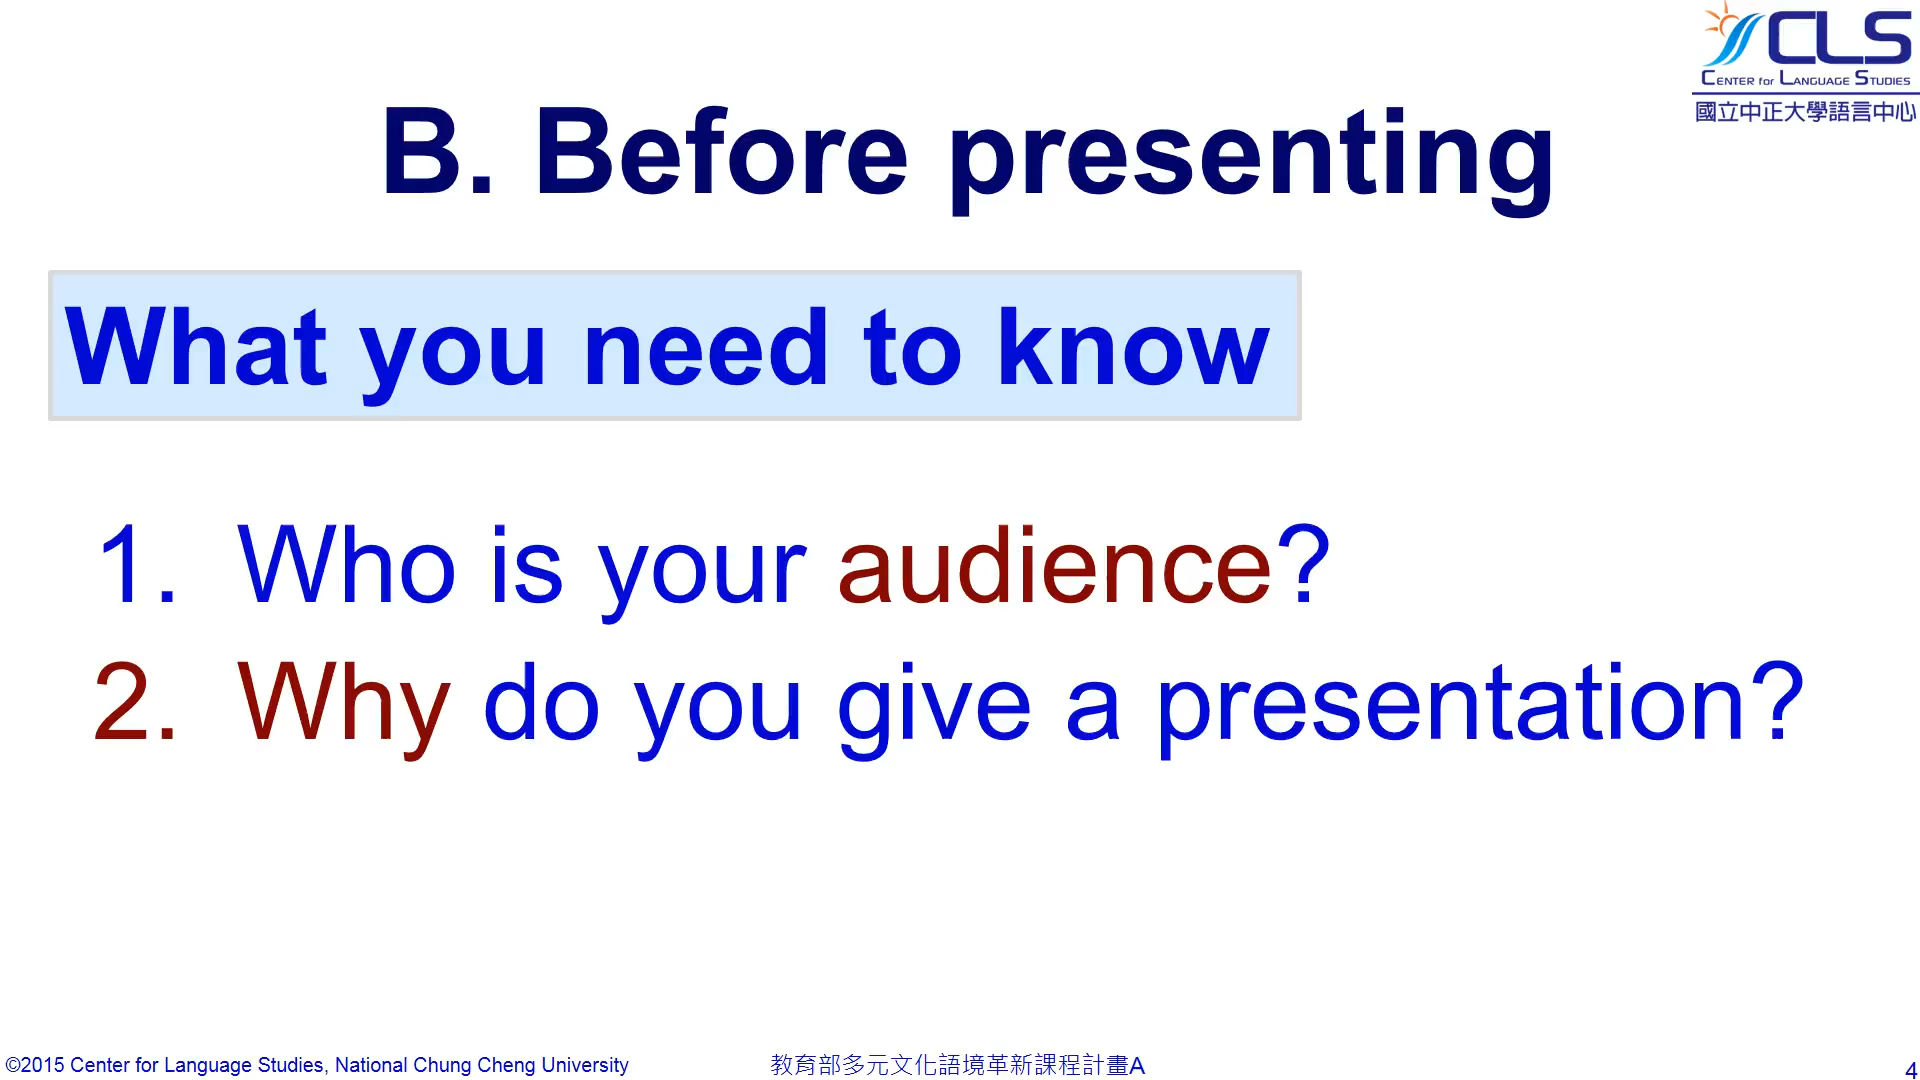 CLS
CENTER for LANGUAGE STUDIES
國立中正大學語言中心
B. Before presenting
What you need to know
1. Who is your audience?
2. Why do you give a presentation?
©2015 Center for Language Studies, National Chung Cheng University
教育部多元文化語境革新課程計畫A
4